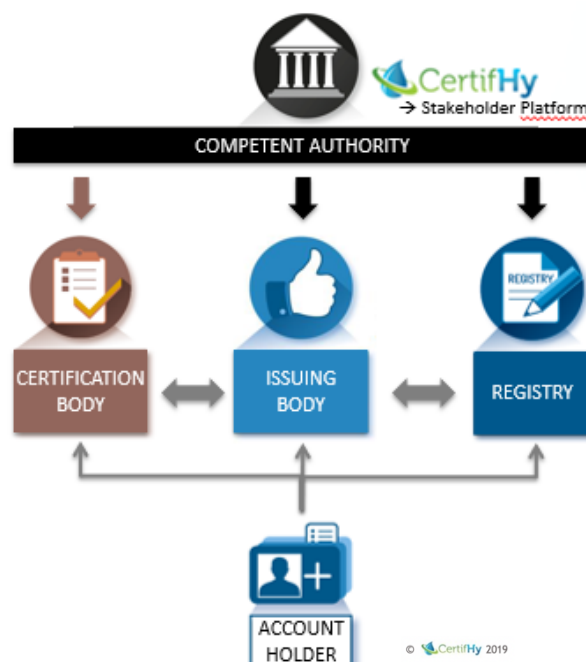 CertifHy
→ Stakeholder Platform
COMPETENT AUTHORITY
REGISTRY
CERTIFICATION
BODY
ISSUING
BODY
REGISTRY
ACCOUNT
HOLDER
© CertifHy 2019